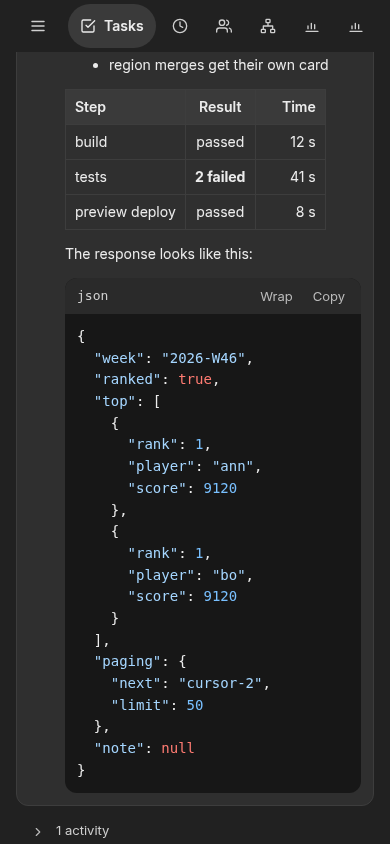 Tasks
region merges get their own card
Step Result Time
build passed 12 s
tests 2 failed 41 s
preview deploy passed 8 s
The response looks like this:
json Wrap Copy
{
  "week": "2026-W46",
  "ranked": true,
  "top": [
    {
      "rank": 1,
      "player": "ann",
      "score": 9120
    },
    {
      "rank": 1,
      "player": "bo",
      "score": 9120
    }
  ],
  "paging": {
    "next": "cursor-2",
    "limit": 50
  },
  "note": null
}
1 activity